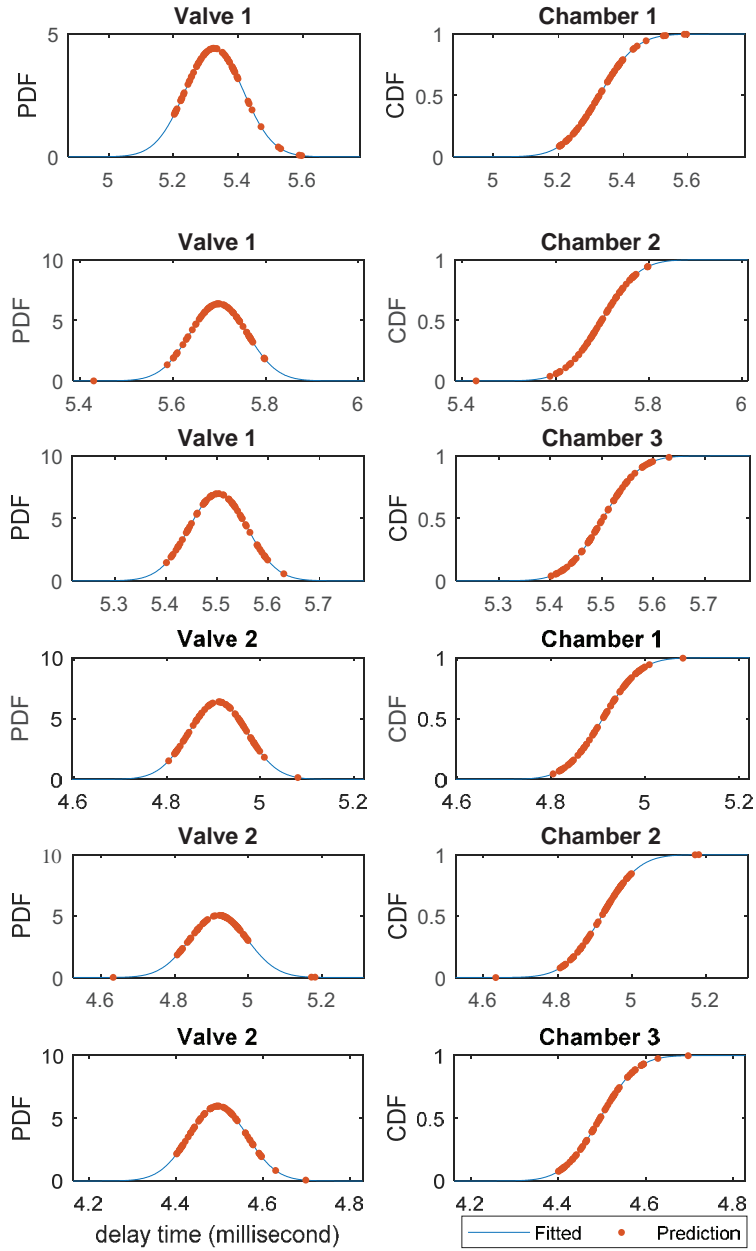 Valve 1 Chamber 1
5 1
PDF CDF
0.5
0 0
5 5.2 5.4 5.6 5 5.2 5.4 5.6
Valve 1 Chamber 2
10 1
PDF CDF
5 0.5
0 0
5.4 5.6 5.8 6 5.4 5.6 5.8 6
Valve 1 Chamber 3
10 1
PDF CDF
5 0.5
0 0
5.3 5.4 5.5 5.6 5.7 5.3 5.4 5.5 5.6 5.7
Valve 2 Chamber 1
10 1
PDF CDF
5 0.5
0 0
4.6 4.8 5 5.2 4.6 4.8 5 5.2
Valve 2 Chamber 2
10 1
PDF CDF
5 0.5
0 0
4.6 4.8 5 5.2 4.6 4.8 5 5.2
Valve 2 Chamber 3
10 1
PDF CDF
5 0.5
0 0
4.2 4.4 4.6 4.8 4.2 4.4 4.6 4.8
delay time (millisecond) Fitted Prediction